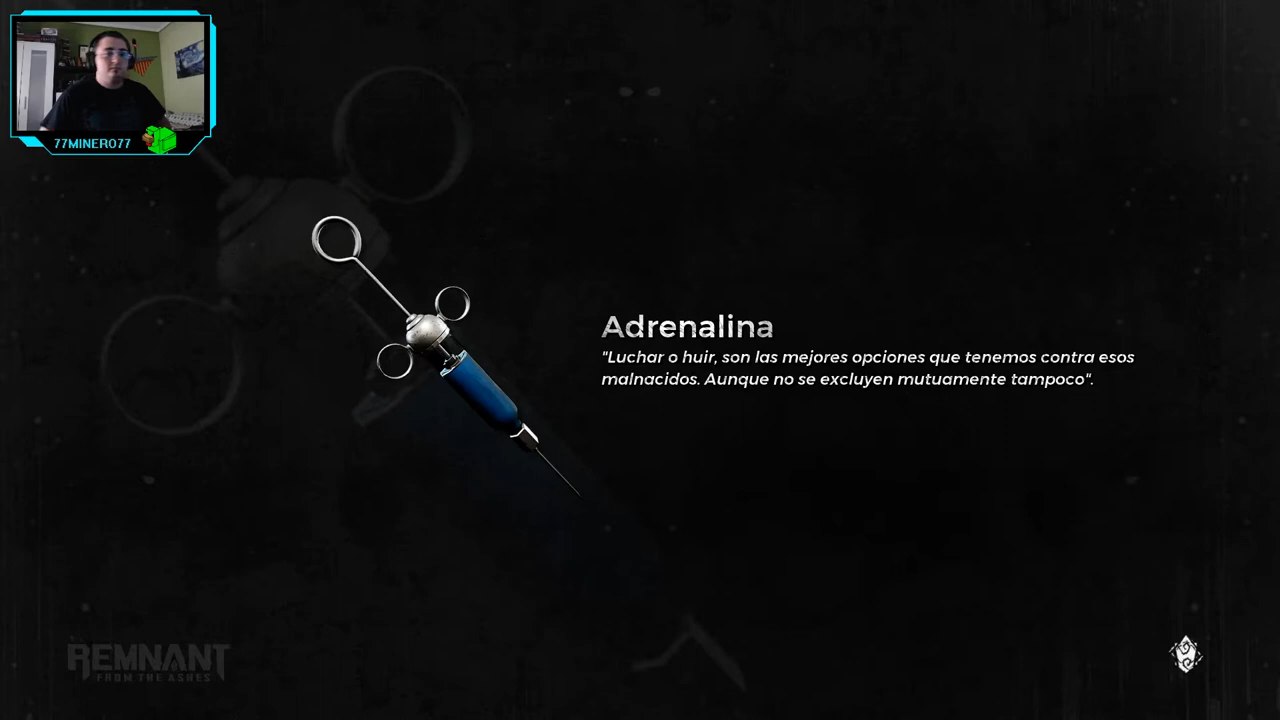 77MINERO77
Adrenalina
"Luchar o huir, son las mejores opciones que tenemos contra esos
malnacidos. Aunque no se excluyen mutuamente tampoco".
REMNANT
FROM THE ASHES